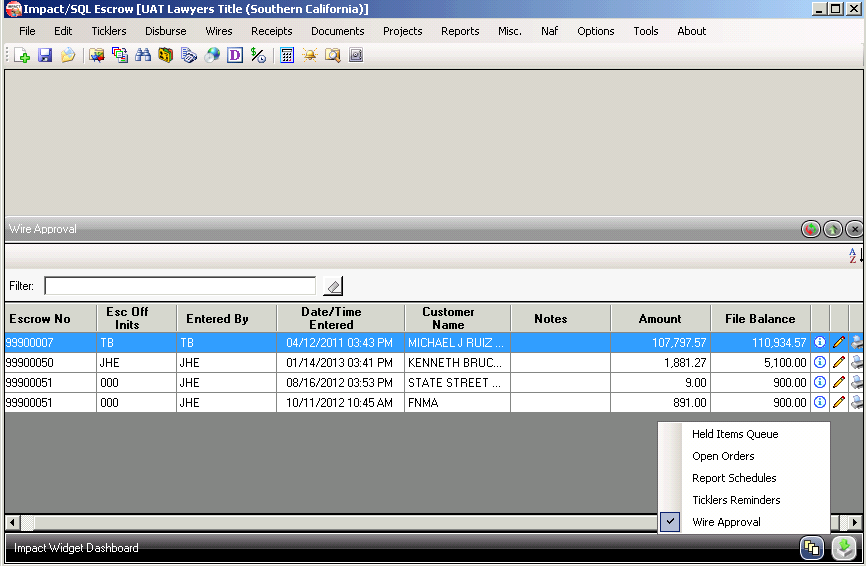 Impact/SQL Escrow [UAT Lawyers Title (Southern California)]
File Edit Ticklers Disburse Wires Receipts Documents Projects Reports Misc. Naf Options Tools About
D $/
Wire Approval
A
Z
Filter:
Escrow No Esc Off Inits Entered By Date/Time Entered Customer Name Notes Amount File Balance
99900007 TB TB 04/12/2011 03:43 PM MICHAEL J RUIZ ... 107,797.57 110,934.57
99900050 JHE JHE 01/14/2013 03:41 PM KENNETH BRUC... 1,881.27 5,100.00
99900051 000 JHE 08/16/2012 03:53 PM STATE STREET ... 9.00 900.00
99900051 000 JHE 10/11/2012 10:45 AM FNMA 891.00 900.00
Held Items Queue
Open Orders
Report Schedules
Ticklers Reminders
Wire Approval
Impact Widget Dashboard